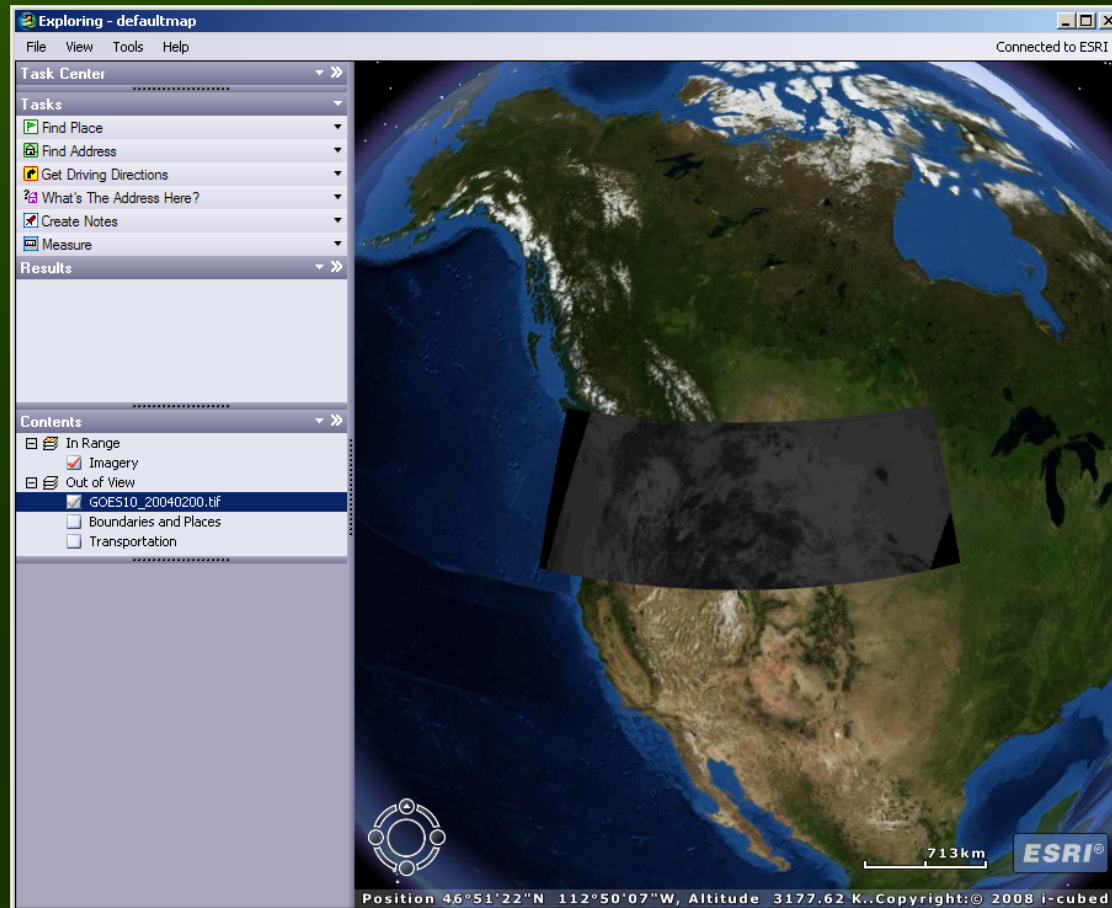 Exploring - defaultmap
File View Tools Help
Connected to ESRI
Task Center
Tasks
Find Place
Find Address
Get Driving Directions
What's The Address Here?
Create Notes
Measure
Results
Contents
In Range
Imagery
Out of View
GOES10_20040200.tif
Boundaries and Places
Transportation
713km
ESRI®
Position 46°51'22"N 112°50'07"W, Altitude 3177.62 K..Copyright:© 2008 i-cubed